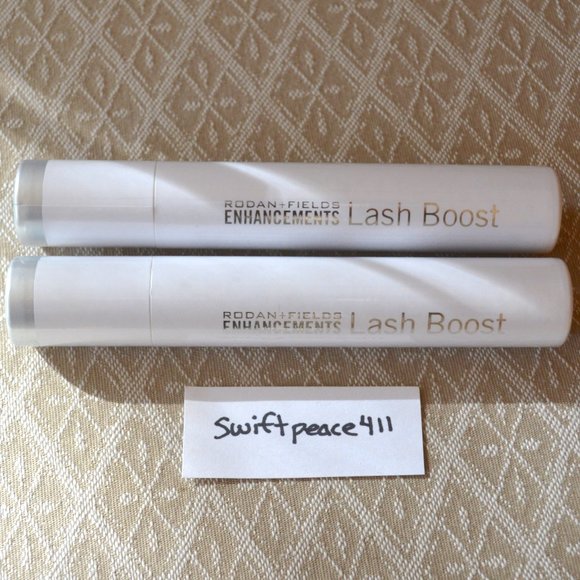 RODAN+FIELDS
ENHANCEMENTS Lash Boost
RODAN+FIELDS
ENHANCEMENTS Lash Boost
swiftpeace411